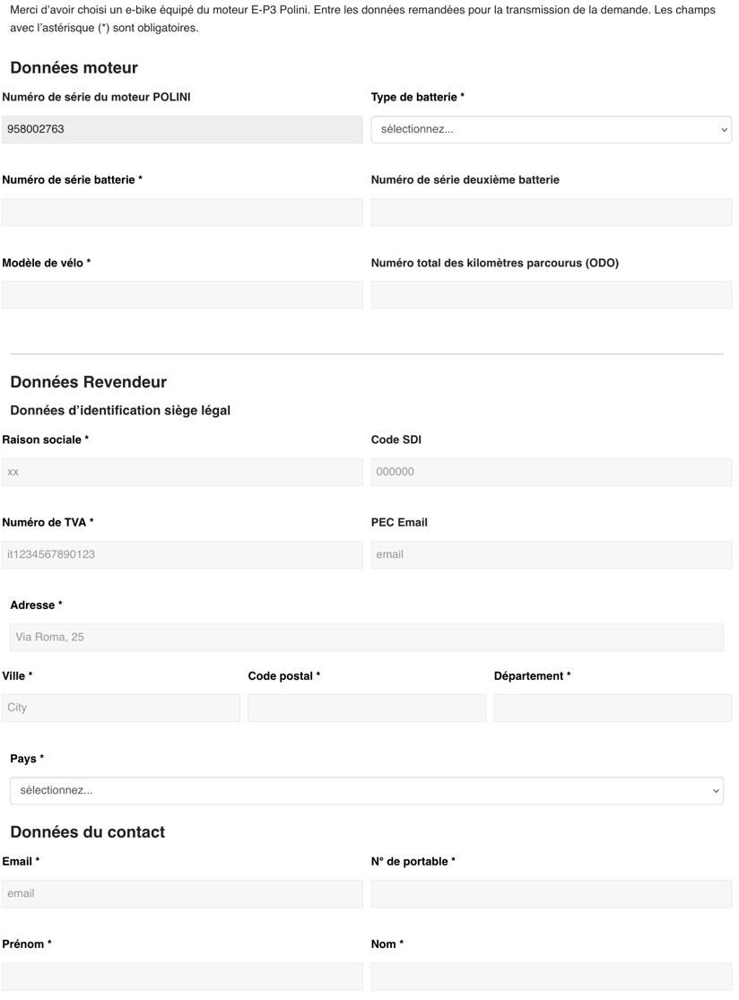 Merci d’avoir choisi un e-bike équipé du moteur E-P3 Polini. Entre les données remandées pour la transmission de la demande. Les champs
avec l’astérisque (*) sont obligatoires.
Données moteur
Numéro de série du moteur POLINI
Type de batterie *
958002763
sélectionnez...
Numéro de série batterie *
Numéro de série deuxième batterie
Modèle de vélo *
Numéro total des kilomètres parcourus (ODO)
Données Revendeur
Données d’identification siège légal
Raison sociale *
Code SDI
xx
000000
Numéro de TVA *
PEC Email
it1234567890123
email
Adresse *
Via Roma, 25
Ville *
Code postal *
Département *
City
Pays *
sélectionnez...
Données du contact
Email *
N° de portable *
email
Prénom *
Nom *